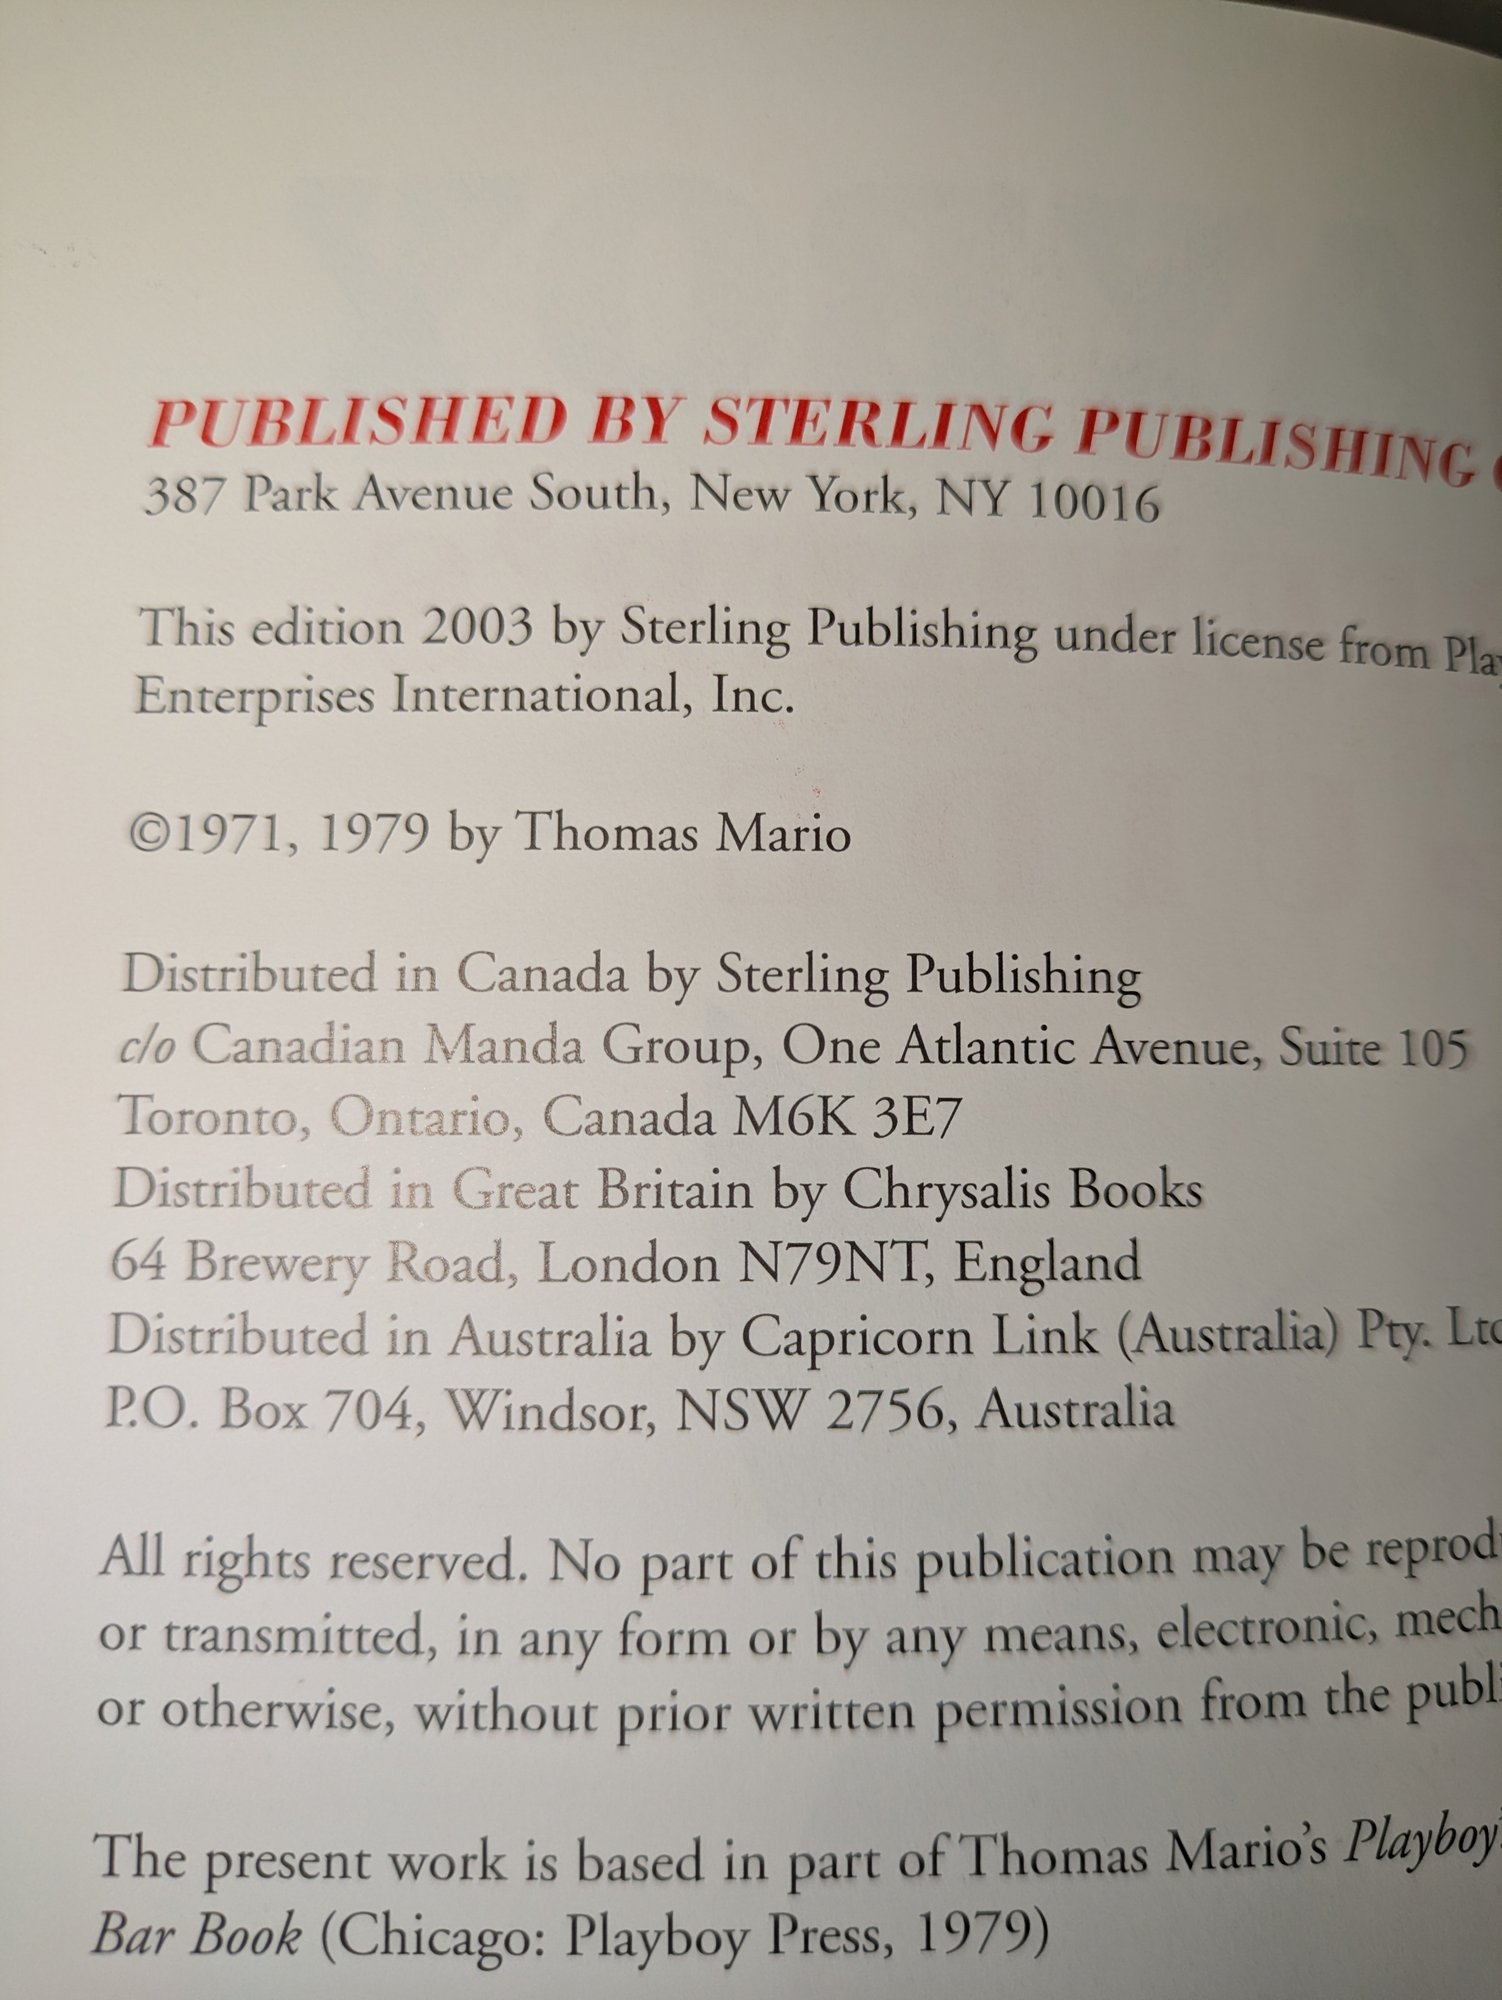 PUBLISHED BY STERLING PUBLISHING
387 Park Avenue South, New York, NY 10016
This edition 2003 by Sterling Publishing under license from
Enterprises International, Inc.
©1971, 1979 by Thomas Mario
Distributed in Canada by Sterling Publishing
c/o Canadian Manda Group, One Atlantic Avenue, Suite 105
Toronto, Ontario, Canada M6K 3E7
Distributed in Great Britain by Chrysalis Books
64 Brewery Road, London N79NT, England
Distributed in Australia by Capricorn Link (Australia) Pty.
P.O. Box 704, Windsor, NSW 2756, Australia
All rights reserved. No part of this publication may be
or transmitted, in any form or by any means, electronic,
or otherwise, without prior written permission from the
The present work is based in part of Thomas Mario's Playboy
Bar Book (Chicago: Playboy Press, 1979)